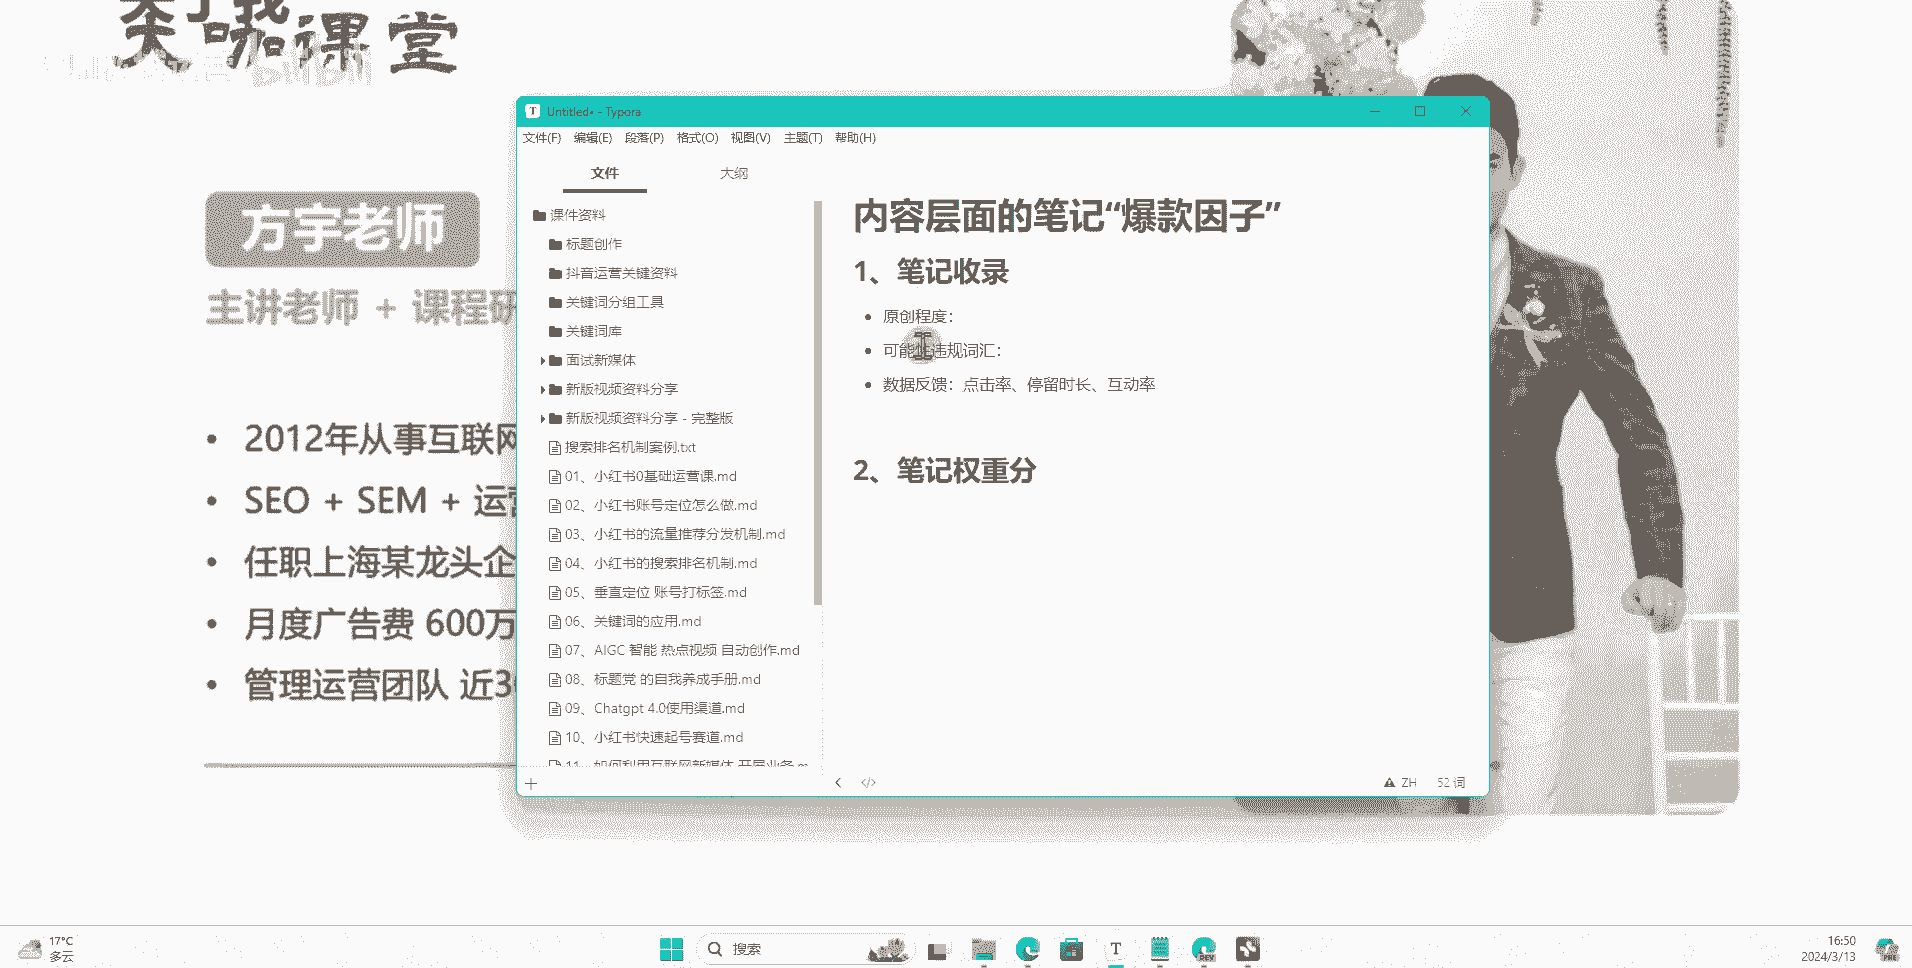 课堂
方宇老师
主讲老师 + 课程研
2012年从事互联网
SEO + SEM + 运营
任职上海某龙头企
月度广告费 600万
管理运营团队 近3
Untitled• - Typora
文件(F) 编辑(E) 段落(P) 格式(O) 视图(V) 主题(T) 帮助(H)
文件 大纲
课件资料
标题创作
抖音运营关键资料
关键词分组工具
关键词库
面试新媒体
新版视频资料分享
新版视频资料分享 - 完整版
搜索排名机制案例.txt
01、小红书0基础运营课.md
02、小红书账号定位怎么做.md
03、小红书的流量推荐分发机制.md
04、小红书的搜索排名机制.md
05、垂直定位 账号打标签.md
06、关键词的应用.md
07、AIGC 智能 热点视频 自动创作.md
08、标题党 的自我养成手册.md
09、Chatgpt 4.0使用渠道.md
10、小红书快速起号赛道.md
11、如何利用互联网新媒体 开展业务.m
内容层面的笔记“爆款因子”
1、笔记收录
原创程度：
可能性违规词汇：
数据反馈：点击率、停留时长、互动率
2、笔记权重分
ZH 52 词
17°C
多云
搜索
16:50
2024/3/13